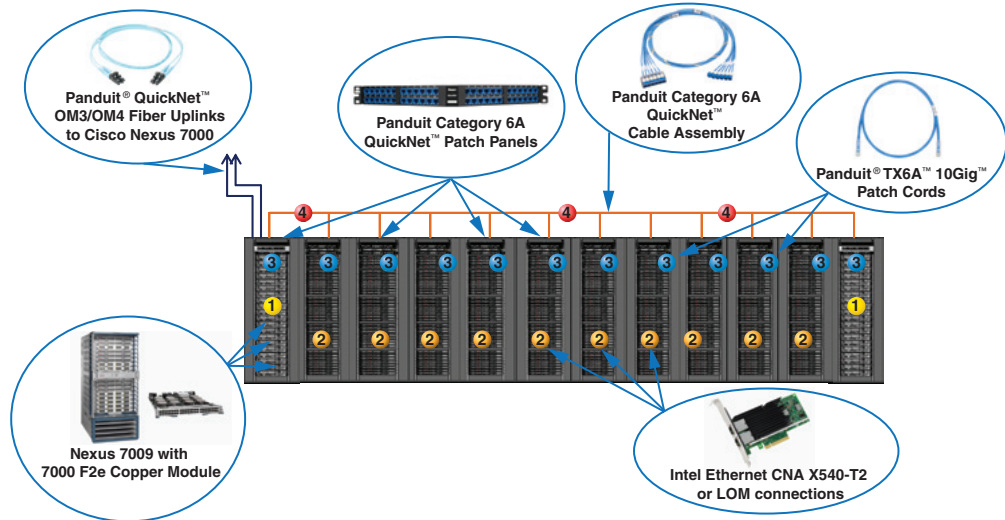 Panduit® QuickNet™
OM3/OM4 Fiber Uplinks
to Cisco Nexus 7000
Panduit Category 6A
QuickNet™ Patch Panels
Panduit Category 6A
QuickNet™
Cable Assembly
Panduit® TX6A™ 10Gig™
Patch Cords
4 4 4
3 3 3 3 3 3 3 3 3 3 3 3
1 1
2 2 2 2 2 2 2 2 2 2
Nexus 7009 with
7000 F2e Copper Module
Intel Ethernet CNA X540-T2
or LOM connections